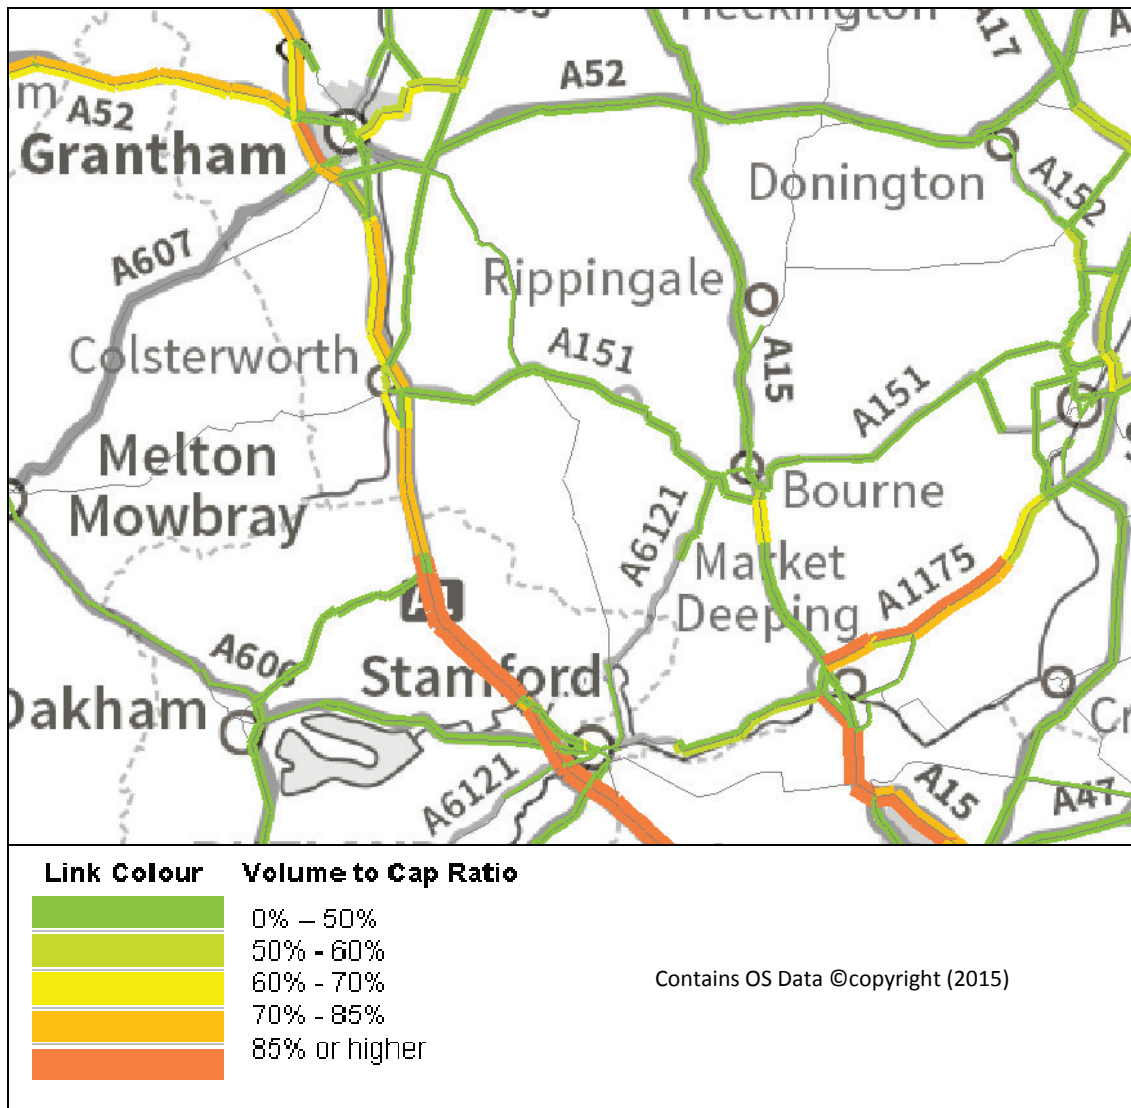 Heckington
A17
A52
m
A52
Grantham
Donington
A152
A607
Rippingale
Colsterworth
A151
A15
A151
Melton
Mowbray
Bourne
A6121
Market
Deeping
A1175
A1
A606
Stamford
Oakham
Cr
A6121
A15
A47
Link Colour Volume to Cap Ratio
0% – 50%
50% - 60%
60% - 70%
70% - 85%
85% or higher
Contains OS Data ©copyright (2015)